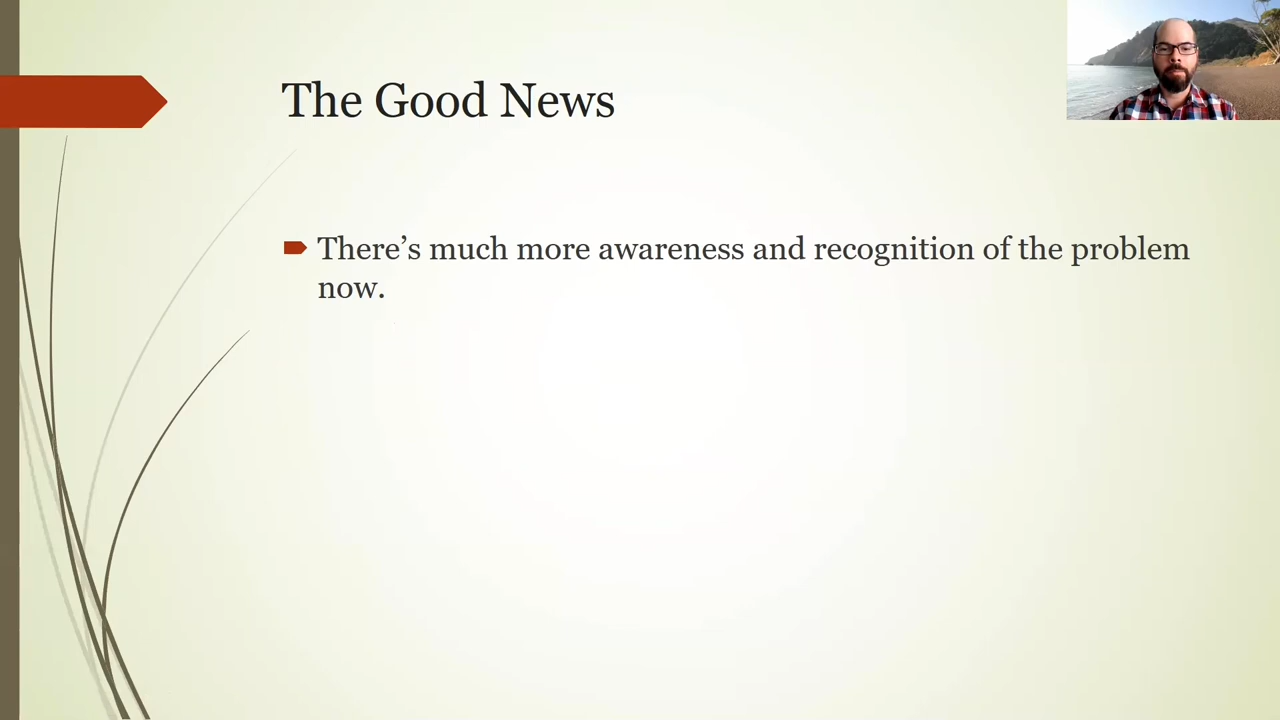 The Good News
There’s much more awareness and recognition of the problem
now.